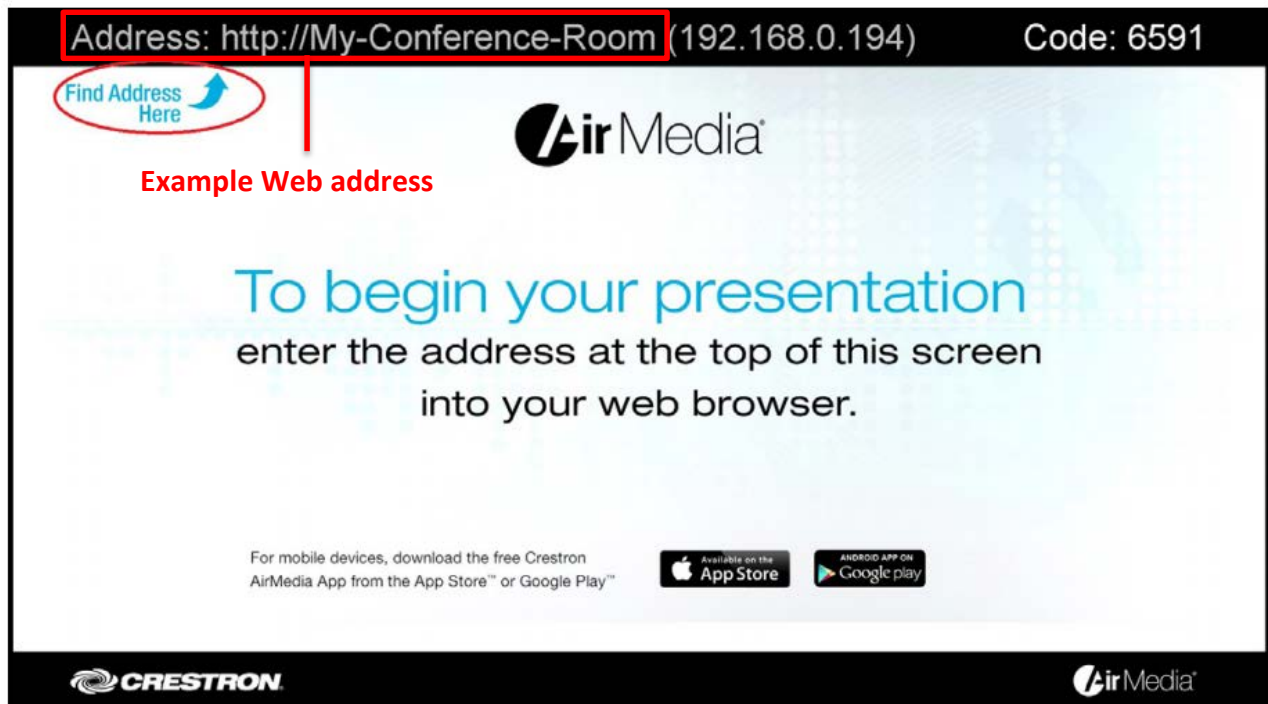 Address: http://My-Conference-Room (192.168.0.194) Code: 6591
Find Address
Here
AirMedia®
Example Web address
To begin your presentation
enter the address at the top of this screen
into your web browser.
For mobile devices, download the free Crestron
AirMedia App from the App Store™ or Google Play™
Available on the
App Store
ANDROID APP ON
Google play
CRESTRON.
AirMedia®